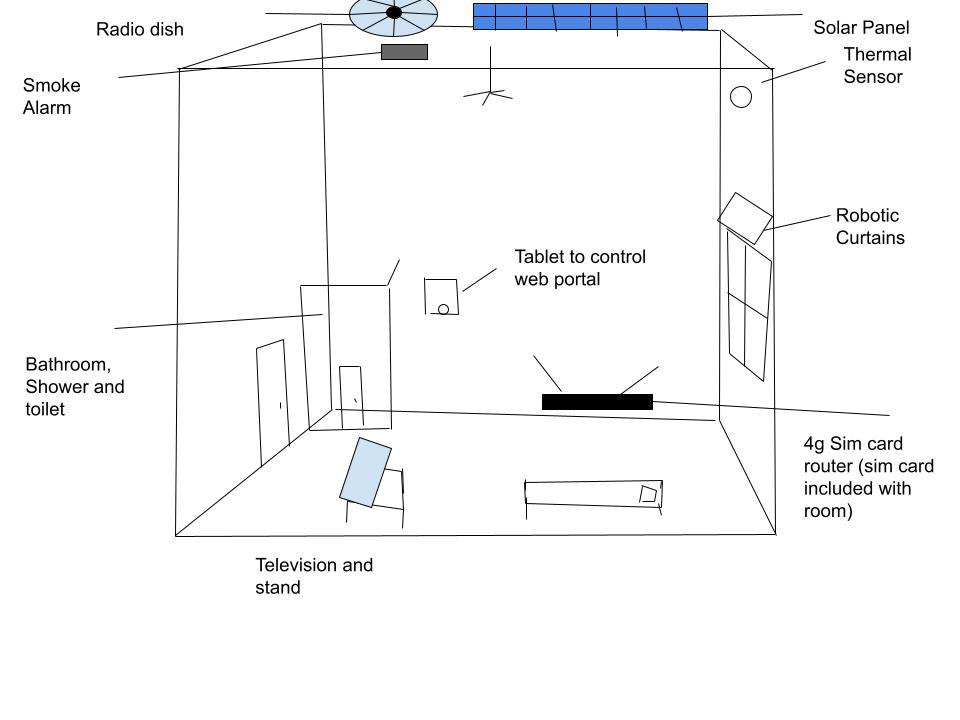 Radio dish
Solar Panel
Thermal
Sensor
Smoke
Alarm
Robotic
Curtains
Tablet to control
web portal
Bathroom,
Shower and
toilet
4g Sim card
router (sim card
included with
room)
Television and
stand